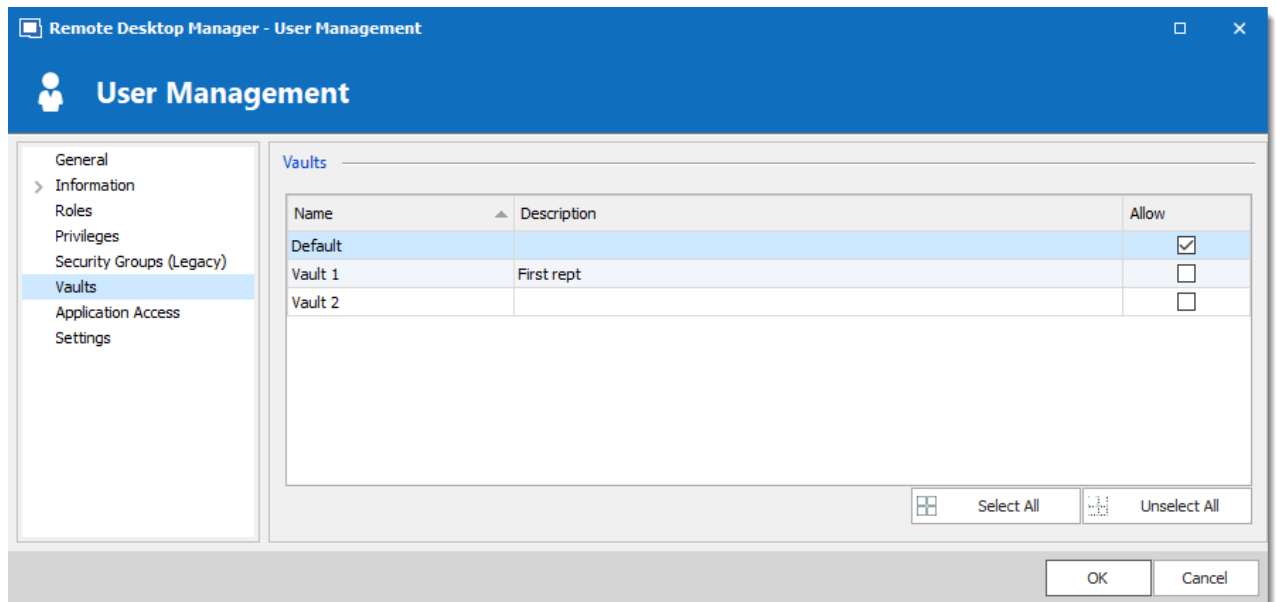 Remote Desktop Manager - User Management
User Management
General
Information
Roles
Privileges
Security Groups (Legacy)
Vaults
Application Access
Settings
Vaults
Name Description Allow
Default
Vault 1 First rept
Vault 2
Select All Unselect All
OK Cancel